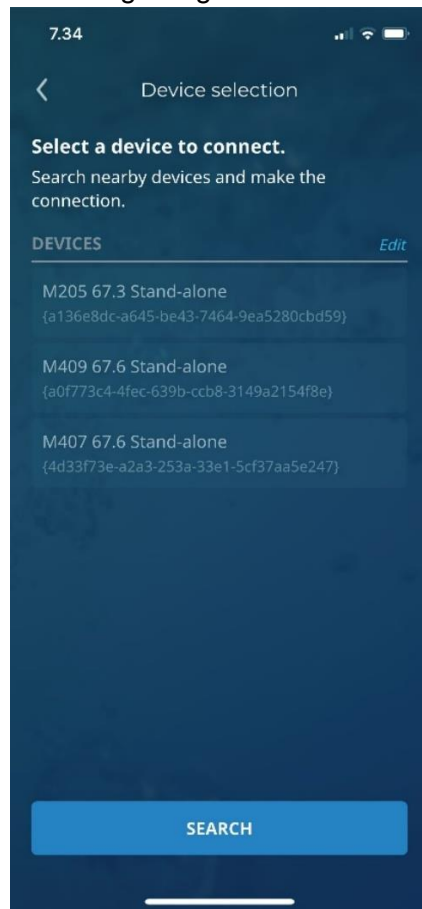 7.34
Device selection
Select a device to connect.
Search nearby devices and make the
connection.
DEVICES
Edit
M205 67.3 Stand-alone
{a136e8dc-a645-be43-7464-9ea5280cbd59}
M409 67.6 Stand-alone
{a0f773c4-4fec-639b-ccb8-3149a2154f8e}
M407 67.6 Stand-alone
{4d33f73e-a2a3-253a-33e1-5cf37aa5e247}
SEARCH